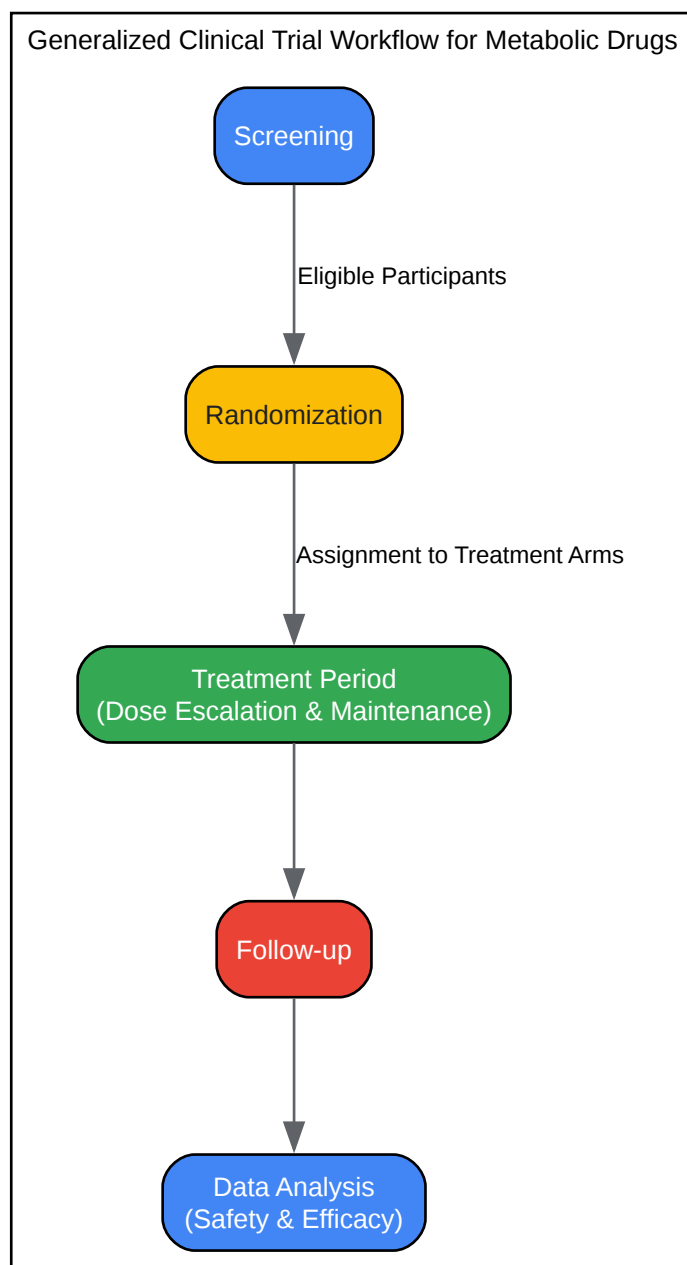 Generalized Clinical Trial Workflow for Metabolic Drugs
Screening
Eligible Participants
Randomization
Assignment to Treatment Arms
Treatment Period
(Dose Escalation & Maintenance)
Follow-up
Data Analysis
(Safety & Efficacy)